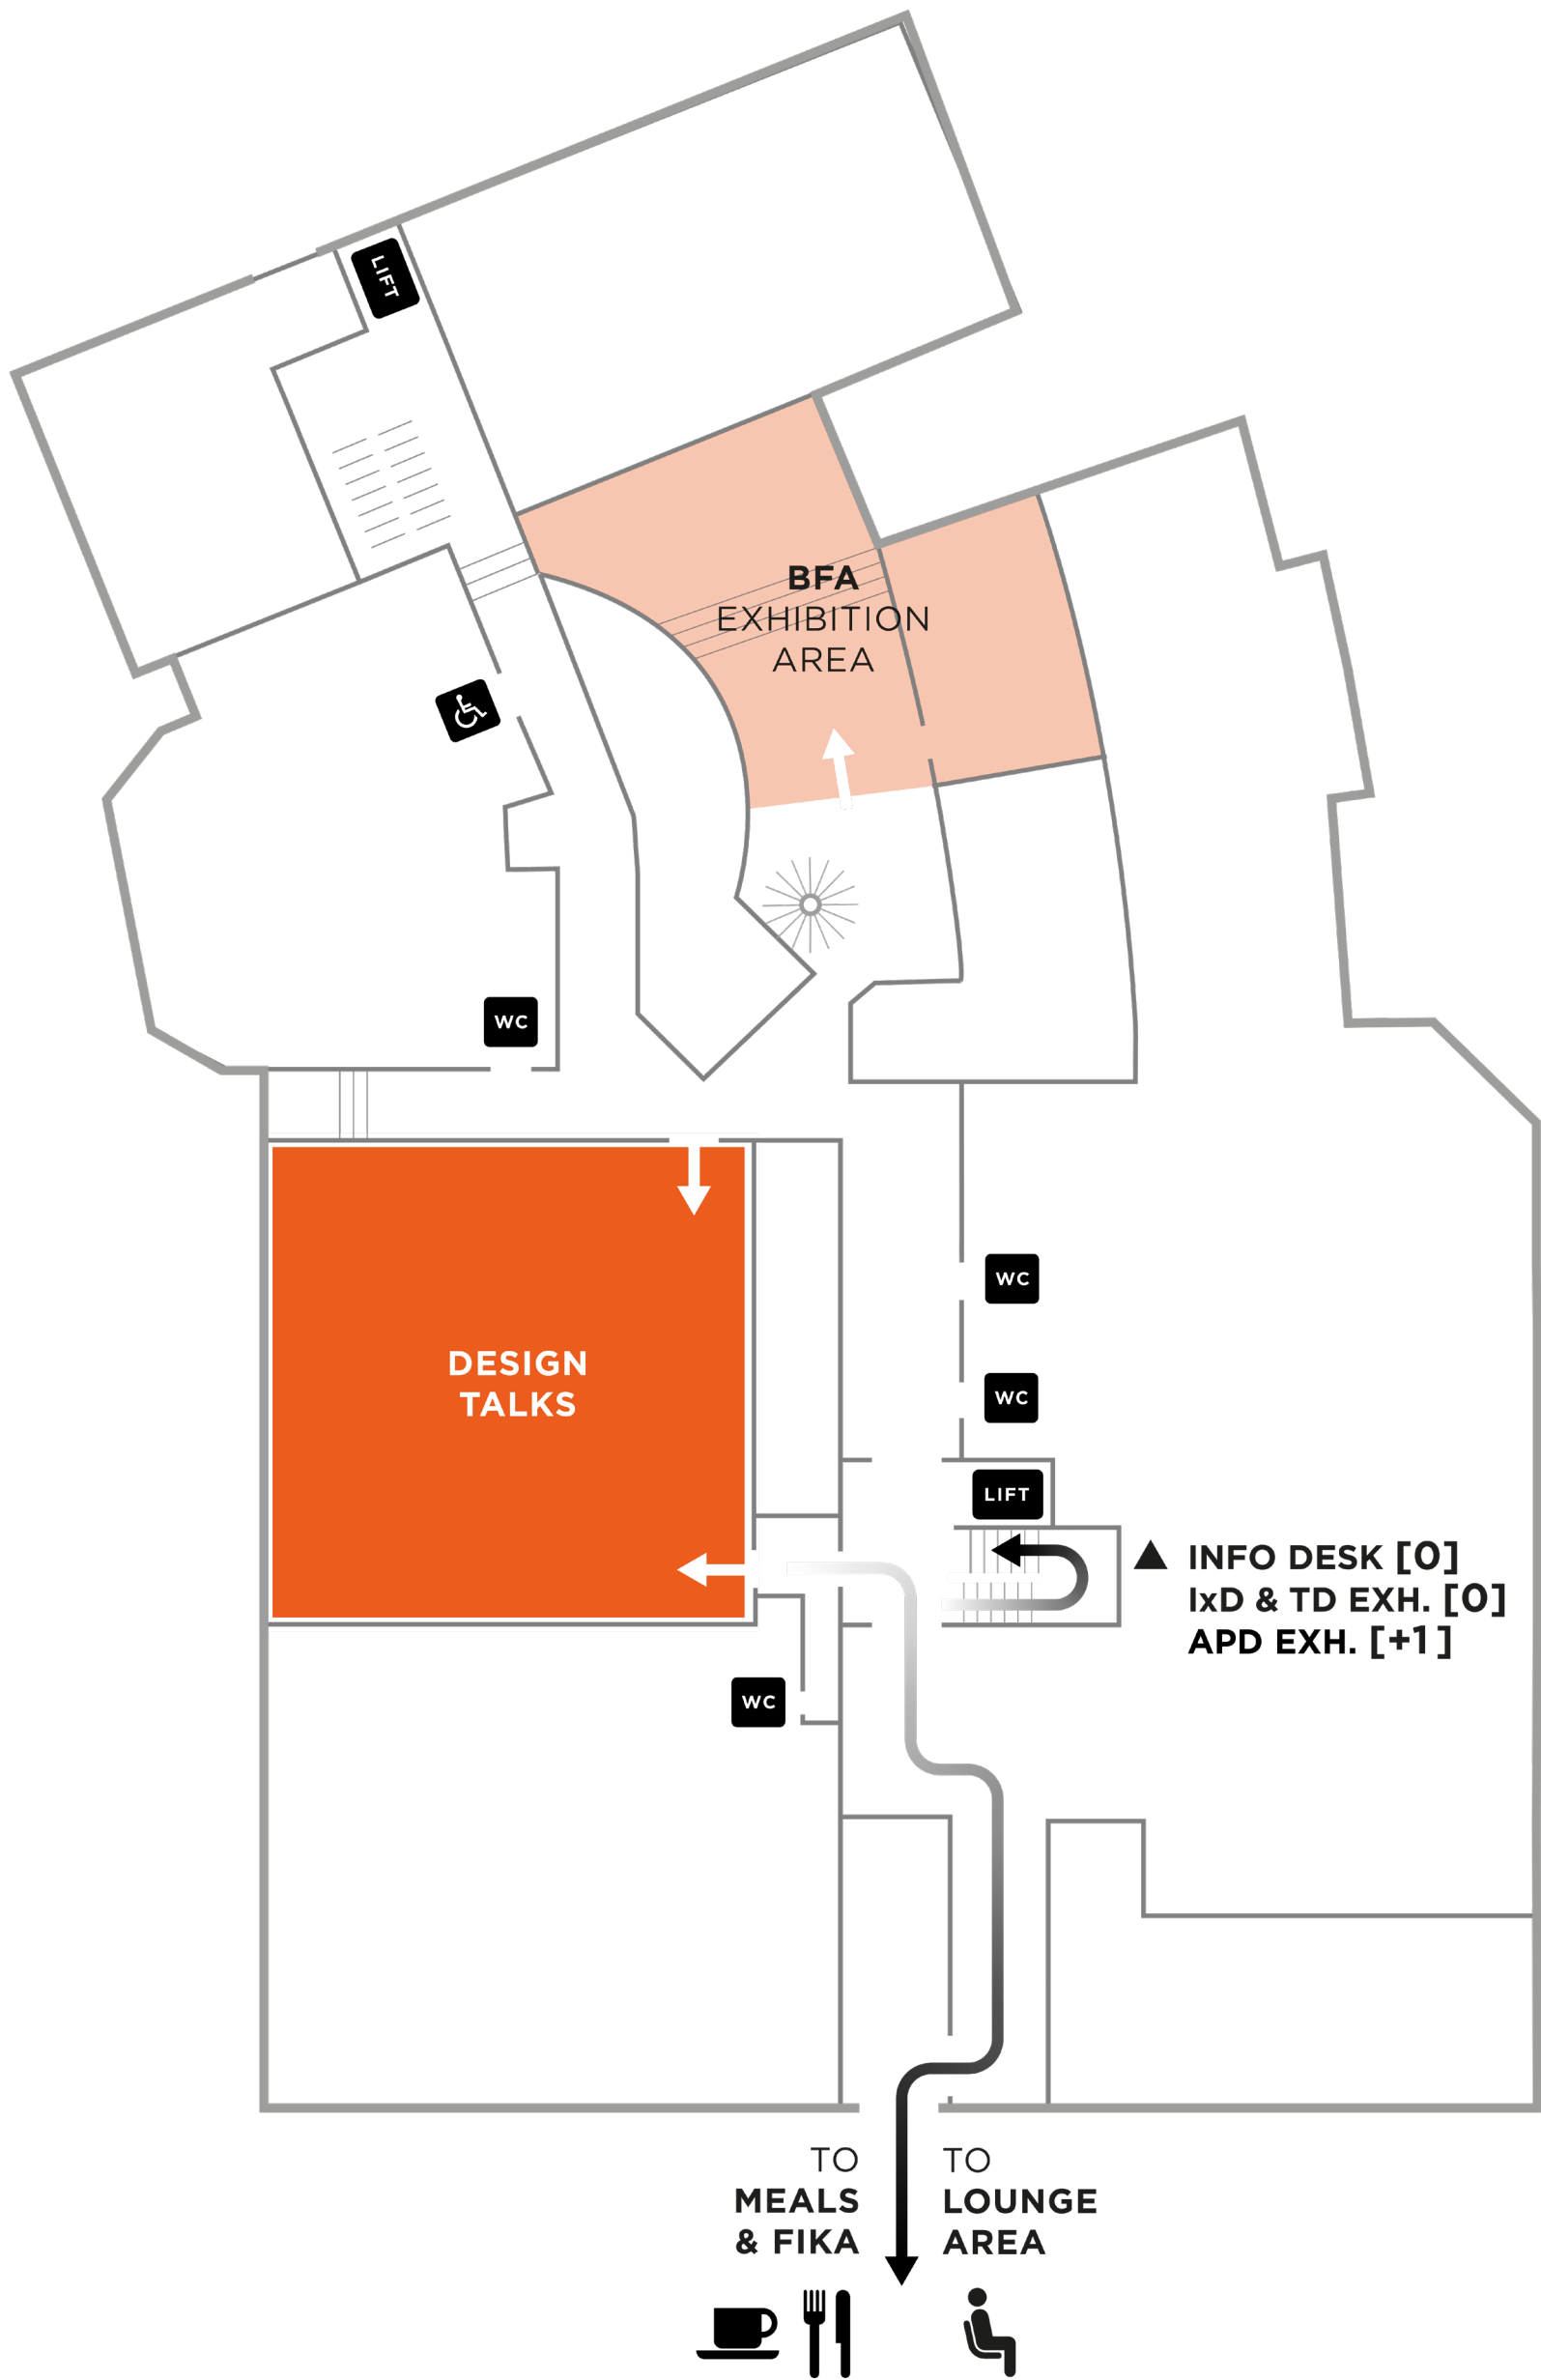 LIFT
BFA
EXHIBITION
AREA
WC
DESIGN
TALKS
WC
WC
LIFT
INFO DESK [0]
IxD & TD EXH. [0]
APD EXH. [+1]
WC
TO
MEALS
& FIKA
TO
LOUNGE
AREA